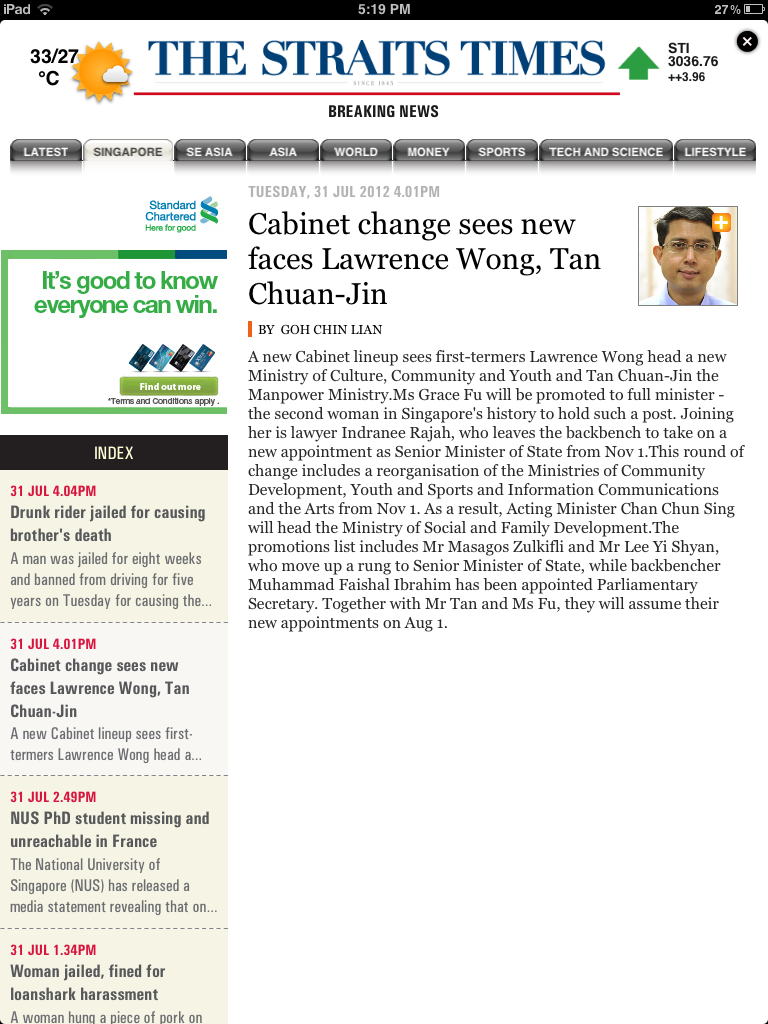 iPad 5:19 PM 27%
33/27
°C
THE STRAITS TIMES
SINCE 1845
STI
3036.76
++3.96
BREAKING NEWS
LATEST SINGAPORE SE ASIA ASIA WORLD MONEY SPORTS TECH AND SCIENCE LIFESTYLE
Standard
Chartered
Here for good
It's good to know
everyone can win.
Find out more
*Terms and Conditions apply .
INDEX
31 JUL 4.04PM
Drunk rider jailed for causing
brother's death
A man was jailed for eight weeks
and banned from driving for five
years on Tuesday for causing the...
31 JUL 4.01PM
Cabinet change sees new
faces Lawrence Wong, Tan
Chuan-Jin
A new Cabinet lineup sees first-
termers Lawrence Wong head a...
31 JUL 2.49PM
NUS PhD student missing and
unreachable in France
The National University of
Singapore (NUS) has released a
media statement revealing that on...
31 JUL 1.34PM
Woman jailed, fined for
loanshark harassment
A woman hung a piece of pork on
TUESDAY, 31 JUL 2012 4.01PM
Cabinet change sees new
faces Lawrence Wong, Tan
Chuan-Jin
BY GOH CHIN LIAN
A new Cabinet lineup sees first-termers Lawrence Wong head a new
Ministry of Culture, Community and Youth and Tan Chuan-Jin the
Manpower Ministry.Ms Grace Fu will be promoted to full minister -
the second woman in Singapore's history to hold such a post. Joining
her is lawyer Indranee Rajah, who leaves the backbench to take on a
new appointment as Senior Minister of State from Nov 1.This round of
change includes a reorganisation of the Ministries of Community
Development, Youth and Sports and Information Communications
and the Arts from Nov 1. As a result, Acting Minister Chan Chun Sing
will head the Ministry of Social and Family Development.The
promotions list includes Mr Masagos Zulkifli and Mr Lee Yi Shyan,
who move up a rung to Senior Minister of State, while backbencher
Muhammad Faishal Ibrahim has been appointed Parliamentary
Secretary. Together with Mr Tan and Ms Fu, they will assume their
new appointments on Aug 1.